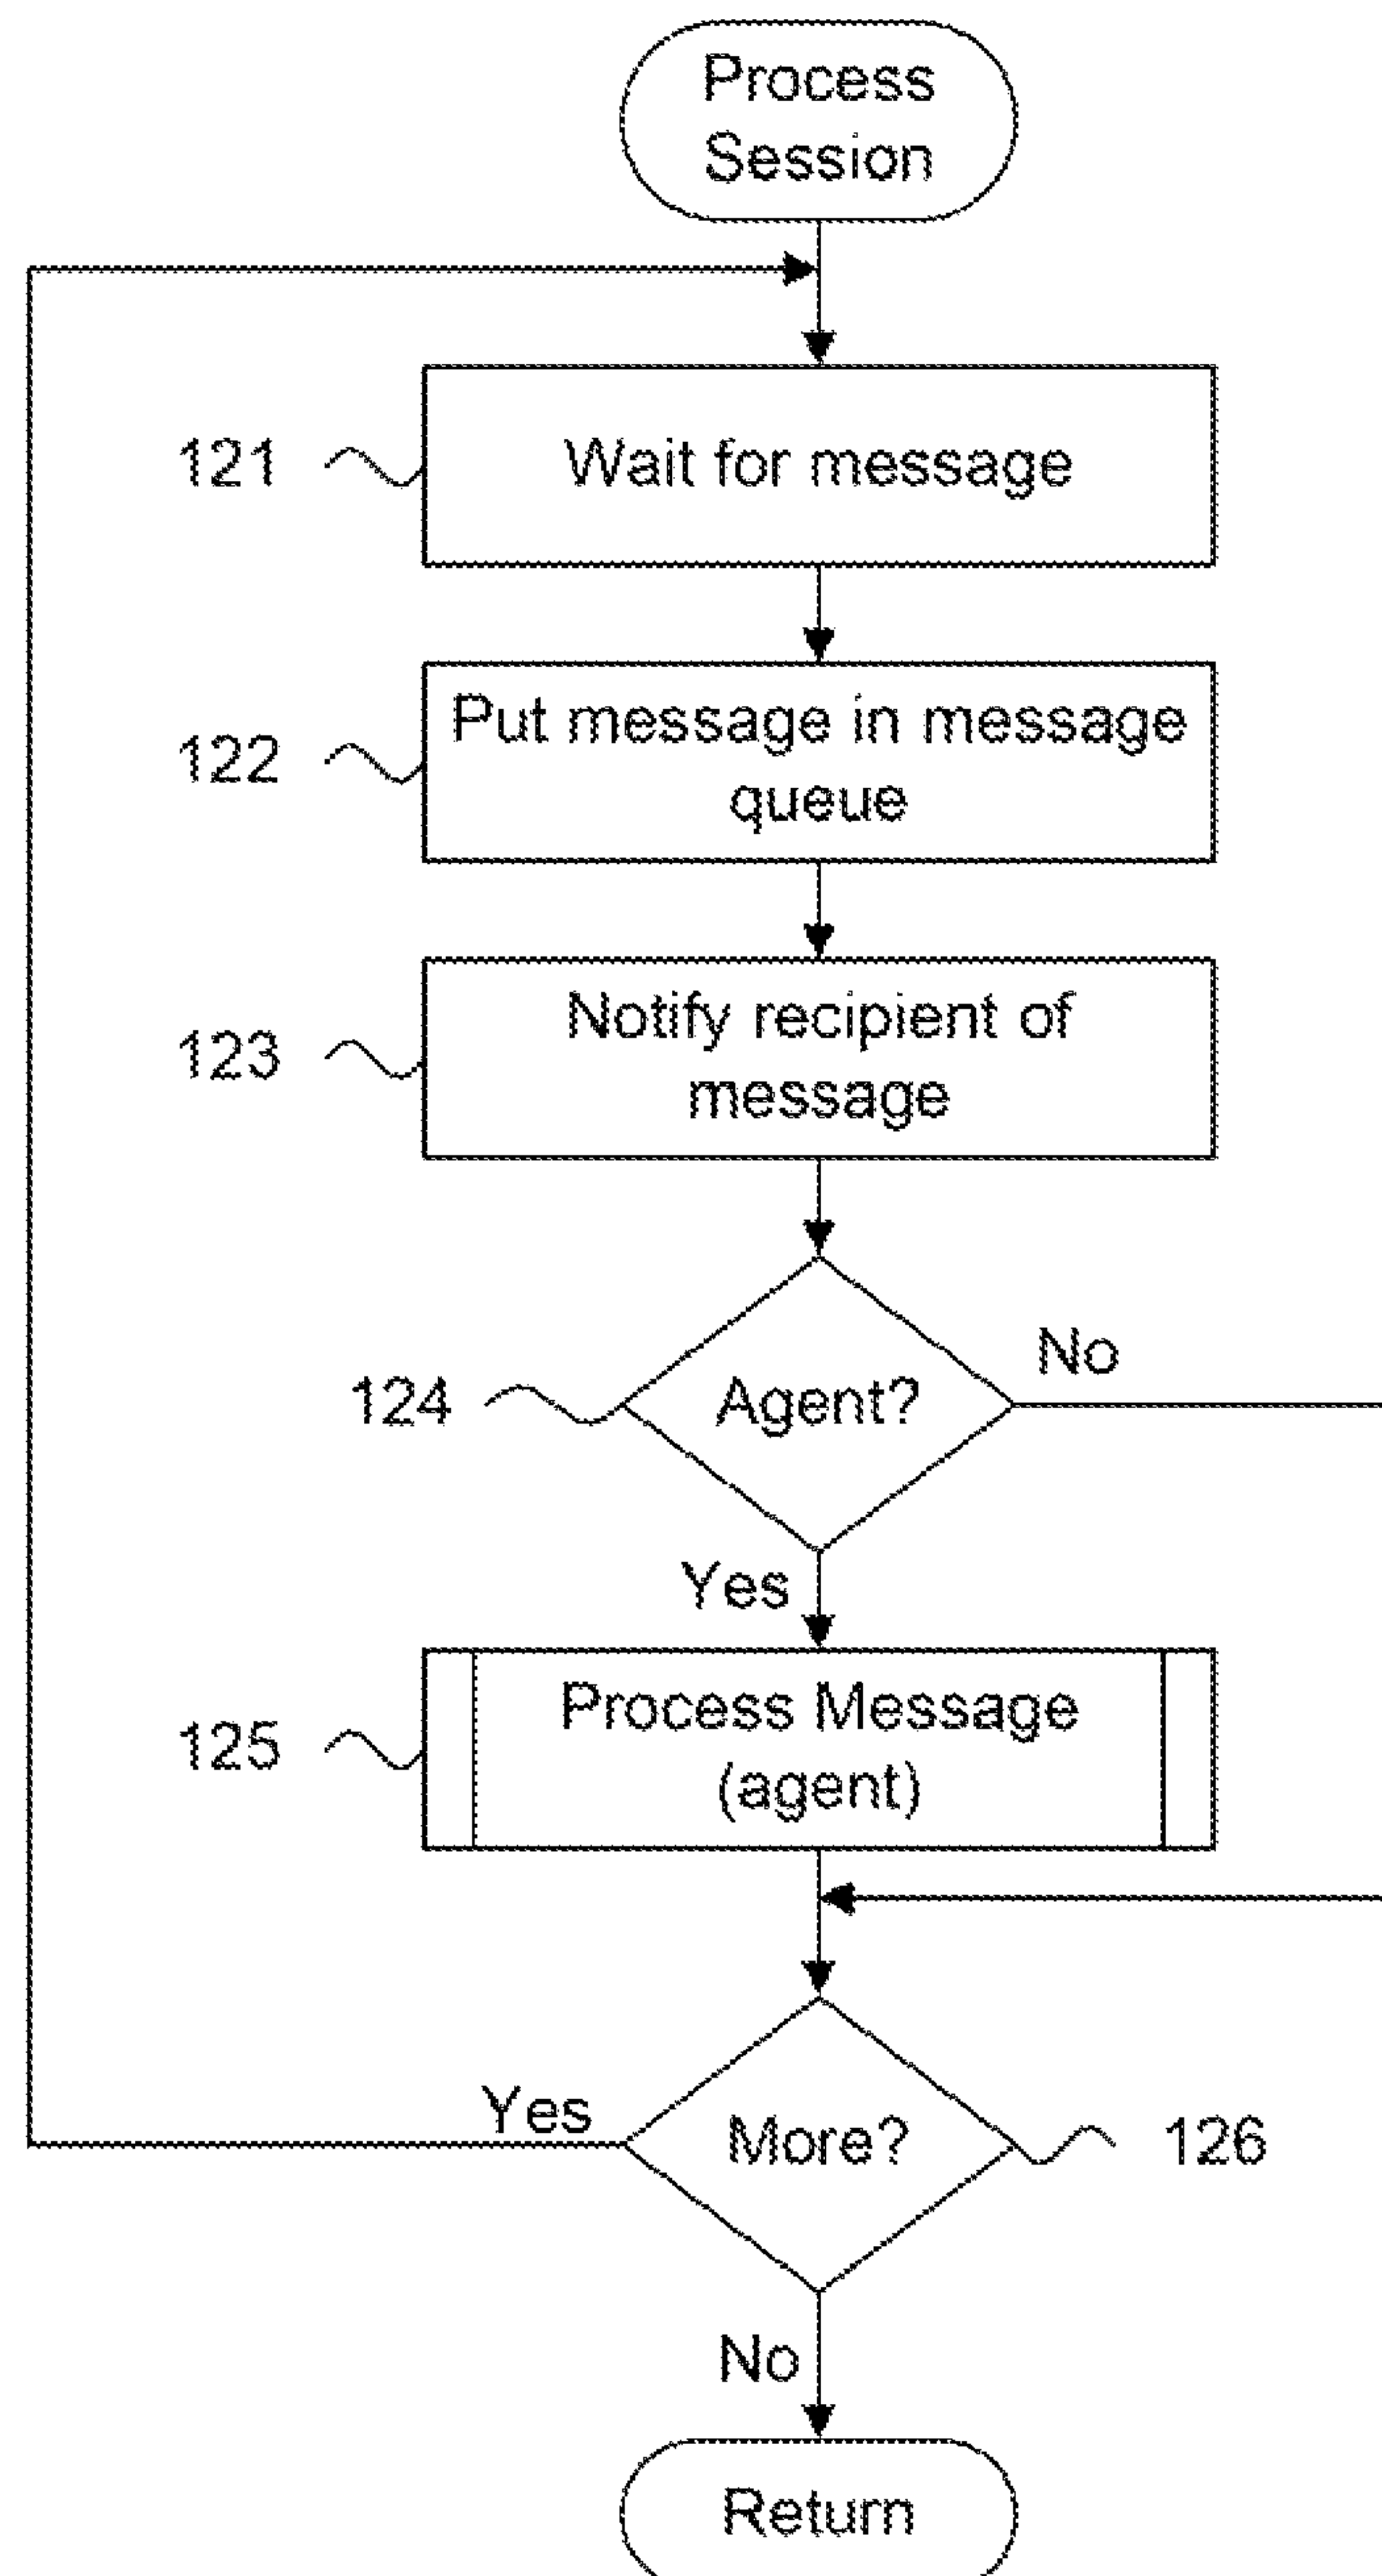 Process
Session
121
Wait for message
122
Put message in message
queue
123
Notify recipient of
message
124
Agent?
No
Yes
125
Process Message
(agent)
Yes
More?
126
No
Return